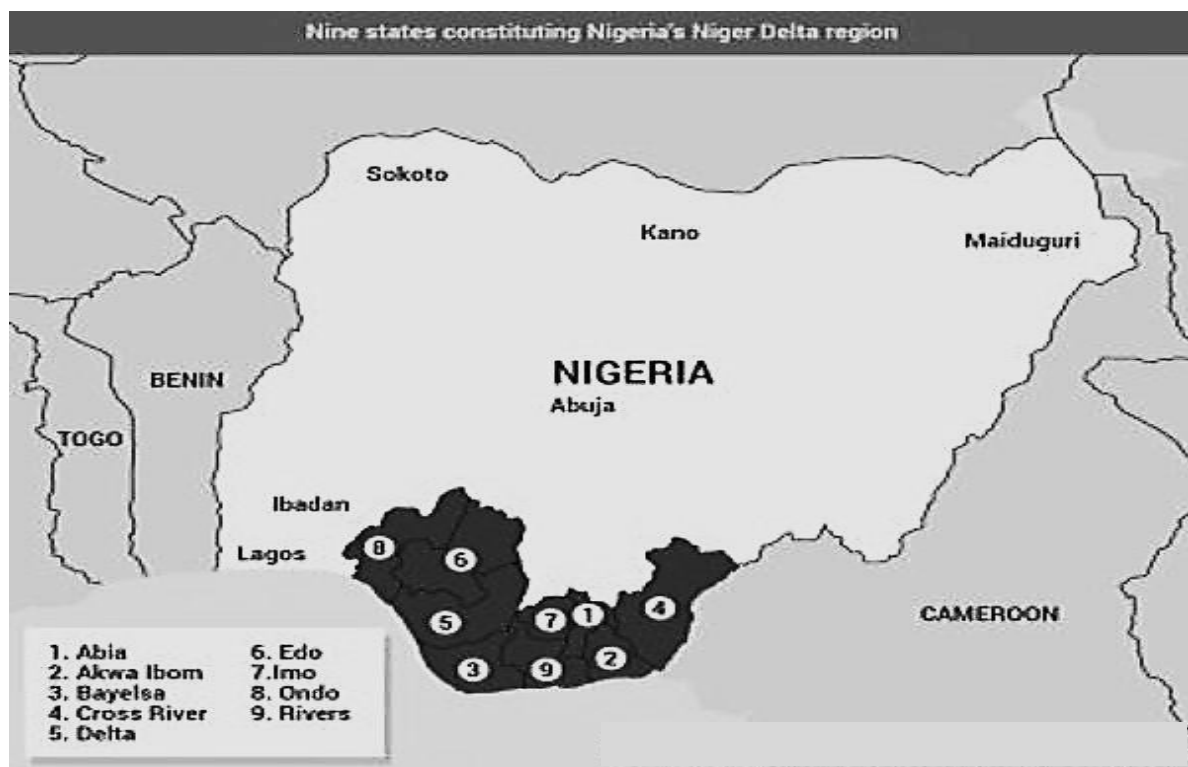 Nine states constituting Nigeria's Niger Delta region
Sokoto
Kano
Maiduguri
NIGERIA
Abuja
BENIN
TOGO
Ibadan
Lagos
8
6
5
7
1
4
3
9
2
CAMEROON
1. Abia
2. Akwa Ibom
3. Bayelsa
4. Cross River
5. Delta
6. Edo
7.Imo
8. Ondo
9. Rivers